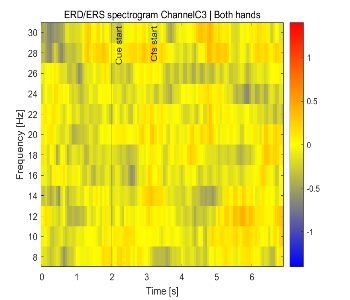 ERD/ERS spectrogram ChannelC3 | Both hands
Frequency [Hz]
30
28
26
24
22
20
18
16
14
12
10
8
Cue start
Cfs start
1
0.5
0
-0.5
-1
0 1 2 3 4 5 6
Time [s]